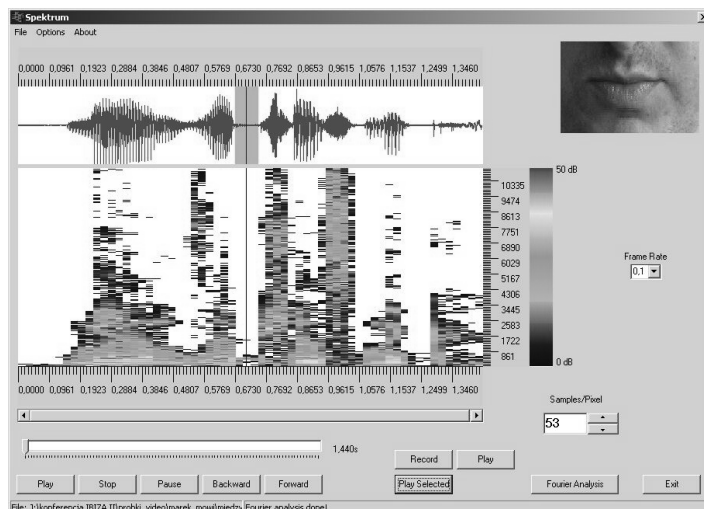 Spektrum
File Options About
0,0000 0,0961 0,1923 0,2884 0,4807 0,5769 0,6730 0,7692 0,8653 0,9615 1,0576 1,1537 1,2499 1,3460
50 dB
10335
9474
8613
7751
6890
6029
5167
4306
3445
2583
1722
861
0 dB
Frame Rate
0,1
0,0000 0,0961 0,1923 0,2884 0,3846 0,4807 0,5769 0,6730 0,7692 0,8653 0,9615 1,0576 1,1537 1,2499 1,3460
Samples/Pixel
53
1,440s
Record Play
Play Stop Pause Backward Forward Play Selected Fourier Analysis Exit
Fourier analysis done!